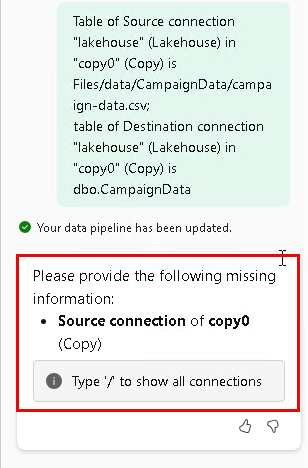 Table of Source connection
"lakehouse" (Lakehouse) in
"copy0" (Copy) is
Files/data/CampaignData/campa
ign-data.csv;
table of Destination connection
"lakehouse" (Lakehouse) in
"copy0" (Copy) is
dbo.CampaignData
Your data pipeline has been updated.
Please provide the following missing
information:
• Source connection of copy0
(Copy)
Type '/' to show all connections